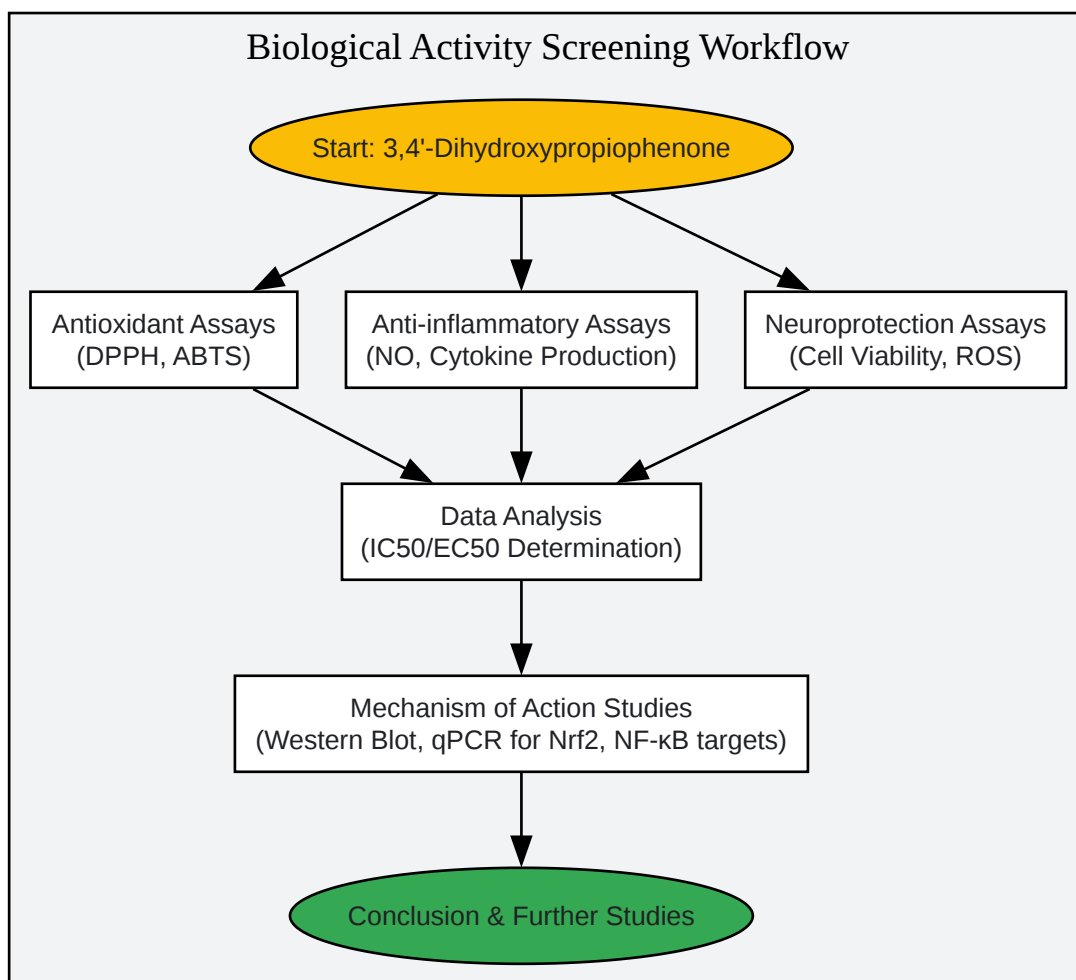 Biological Activity Screening Workflow
Start: 3,4'-Dihydroxypropiophenone
Antioxidant Assays
(DPPH, ABTS)
Anti-inflammatory Assays
(NO, Cytokine Production)
Neuroprotection Assays
(Cell Viability, ROS)
Data Analysis
(IC50/EC50 Determination)
Mechanism of Action Studies
(Western Blot, qPCR for Nrf2, NF-κB targets)
Conclusion & Further Studies